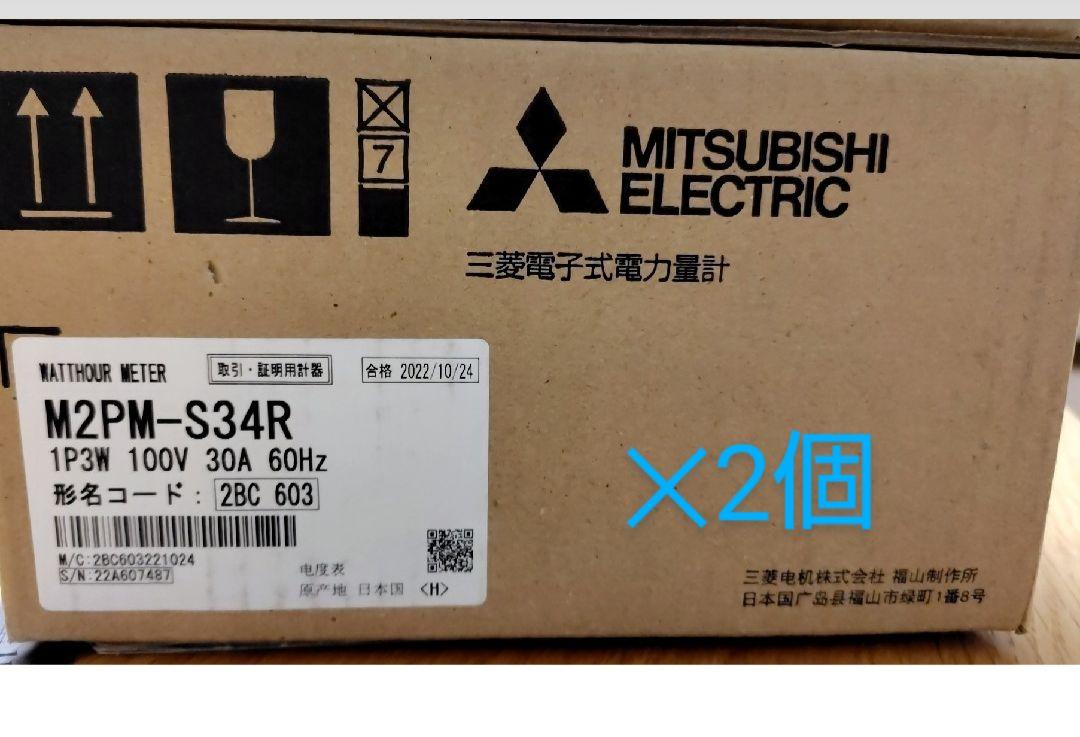 7
MITSUBISHI
ELECTRIC
三菱電子式電力量計
WATTHOUR METER
取引・証明用計器
合格 2022/10/24
M2PM-S34R
1P3W 100V 30A 60Hz
形名コード: 2BC 603
M/C:2BC603221024
S/N:22A607487
电度表
原产地 日本国 <H>
×2個
三菱电机株式会社 福山制作所
日本国广岛县福山市绿町1番8号